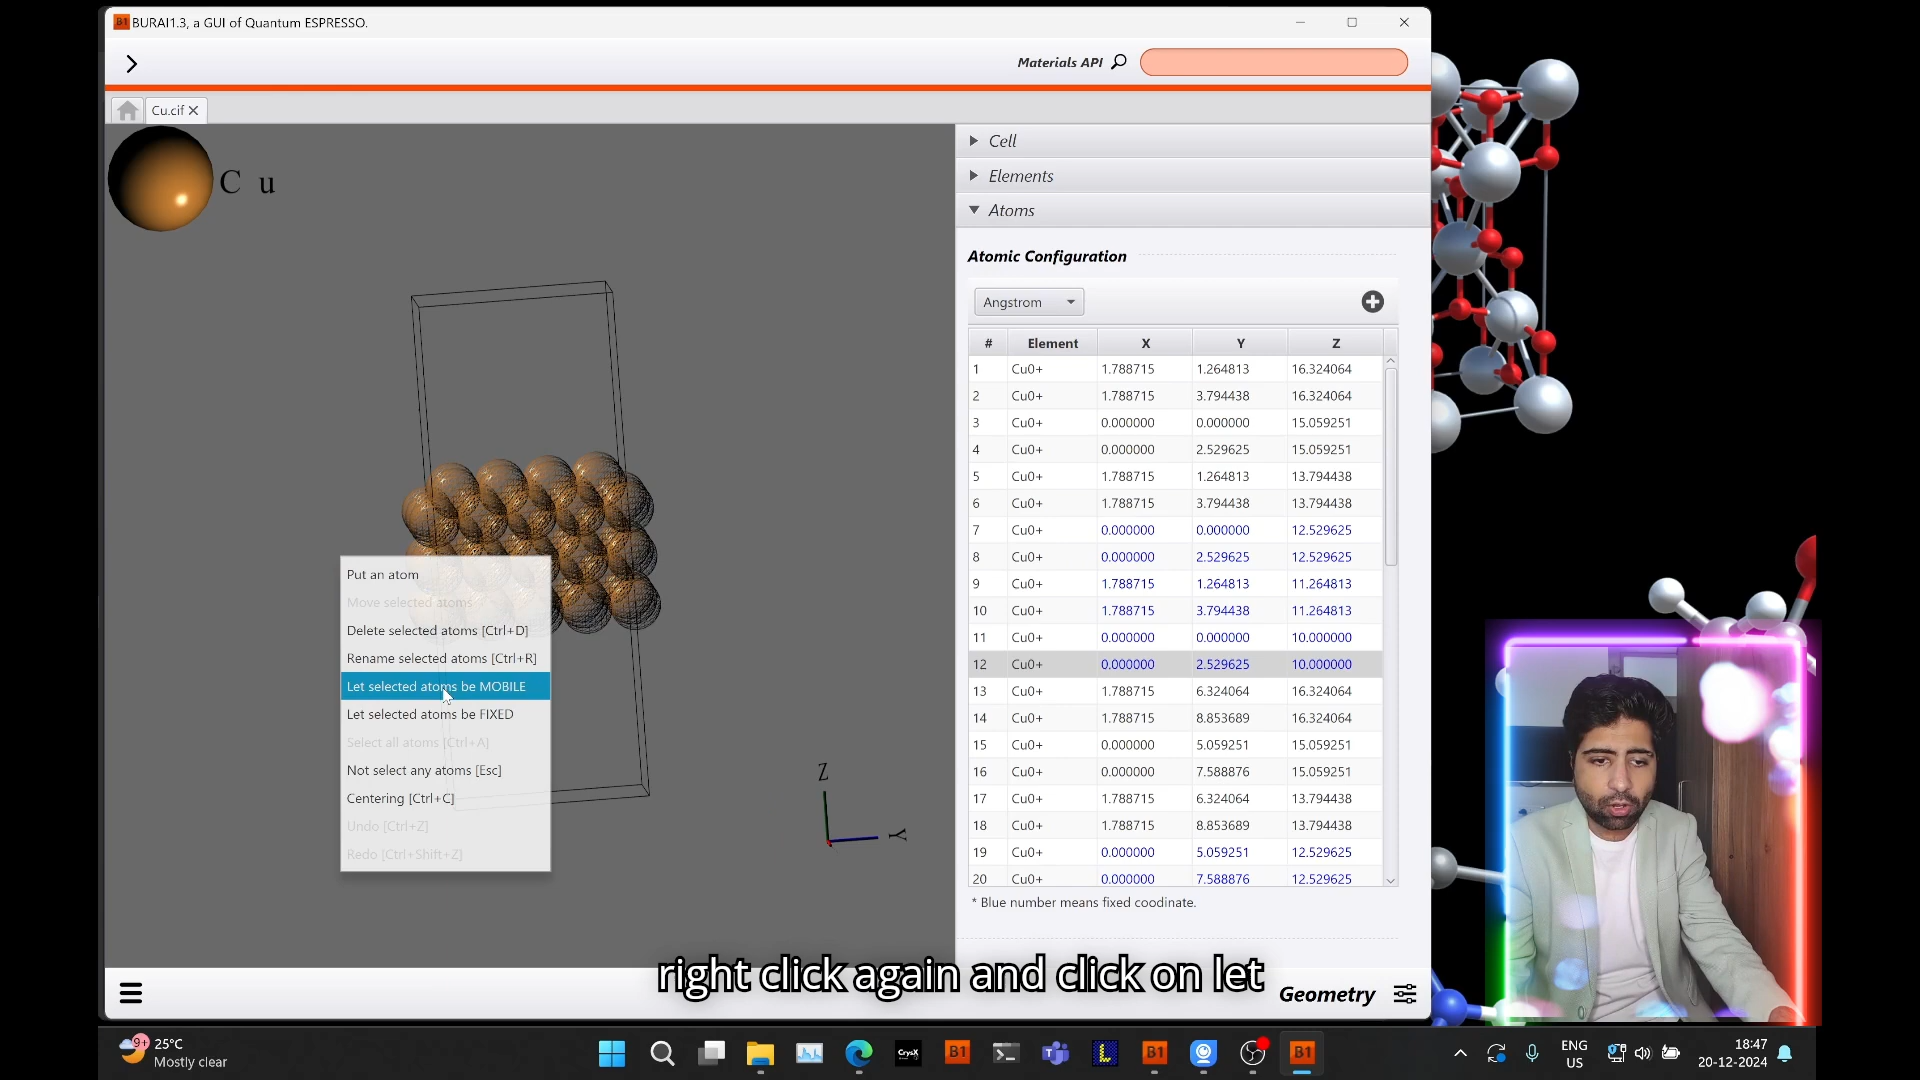 BURAI1.3, a GUI of Quantum ESPRESSO.
Materials API
Cu.cif
C u
Cell
Elements
Atoms
Atomic Configuration
Angstrom
# Element X Y Z
1 Cu0+ 1.788715 1.264813 16.324064
2 Cu0+ 1.788715 3.794438 16.324064
3 Cu0+ 0.000000 0.000000 15.059251
4 Cu0+ 0.000000 2.529625 15.059251
5 Cu0+ 1.788715 1.264813 13.794438
6 Cu0+ 1.788715 3.794438 13.794438
7 Cu0+ 0.000000 0.000000 12.529625
8 Cu0+ 0.000000 2.529625 12.529625
9 Cu0+ 1.788715 1.264813 11.264813
10 Cu0+ 1.788715 3.794438 11.264813
11 Cu0+ 0.000000 0.000000 10.000000
12 Cu0+ 0.000000 2.529625 10.000000
13 Cu0+ 1.788715 6.324064 16.324064
14 Cu0+ 1.788715 8.853689 16.324064
15 Cu0+ 0.000000 5.059251 15.059251
16 Cu0+ 0.000000 7.588876 15.059251
17 Cu0+ 1.788715 6.324064 13.794438
18 Cu0+ 1.788715 8.853689 13.794438
19 Cu0+ 0.000000 5.059251 12.529625
20 Cu0+ 0.000000 7.588876 12.529625
* Blue number means fixed coodinate.
Put an atom
Move selected atoms
Delete selected atoms [Ctrl+D]
Rename selected atoms [Ctrl+R]
Let selected atoms be MOBILE
Let selected atoms be FIXED
Select all atoms [Ctrl+A]
Not select any atoms [Esc]
Centering [Ctrl+C]
Undo [Ctrl+Z]
Redo [Ctrl+Shift+Z]
Z
Y
right click again and click on let
Geometry
9+
25°C
Mostly clear
CrysX
B1
L
B1
B1
ENG
US
18:47
20-12-2024